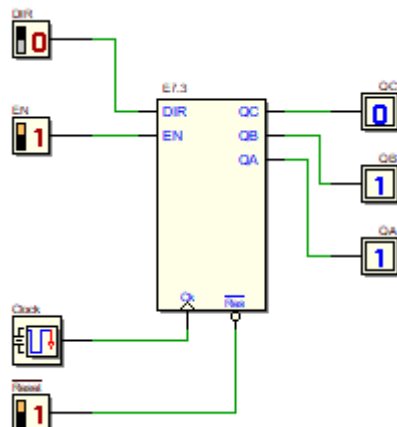 DIR
0
E7.3
QC
DIR QC
0
EN
1
EN QB
QB
QA
1
QA
1
Ck
Res
Clock
Reset
1